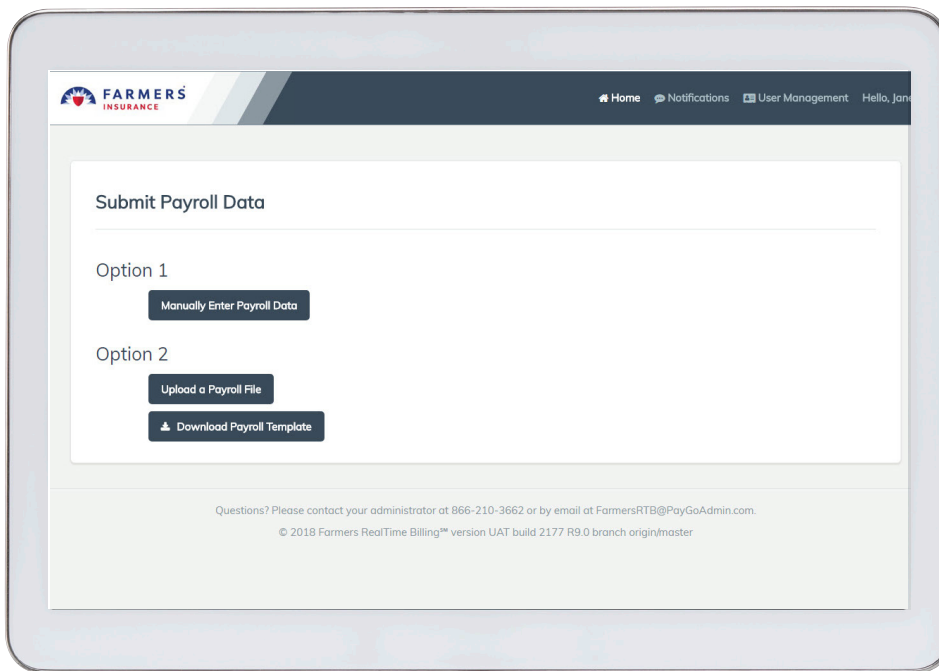 FARMERS
INSURANCE
Home Notifications User Management Hello, Jane
Submit Payroll Data
Option 1
Manually Enter Payroll Data
Option 2
Upload a Payroll File
Download Payroll Template
Questions? Please contact your administrator at 866-210-3662 or by email at FarmersRTB@PayGoAdmin.com.
© 2018 Farmers RealTime Billing℠ version UAT build 2177 R9.0 branch origin/master